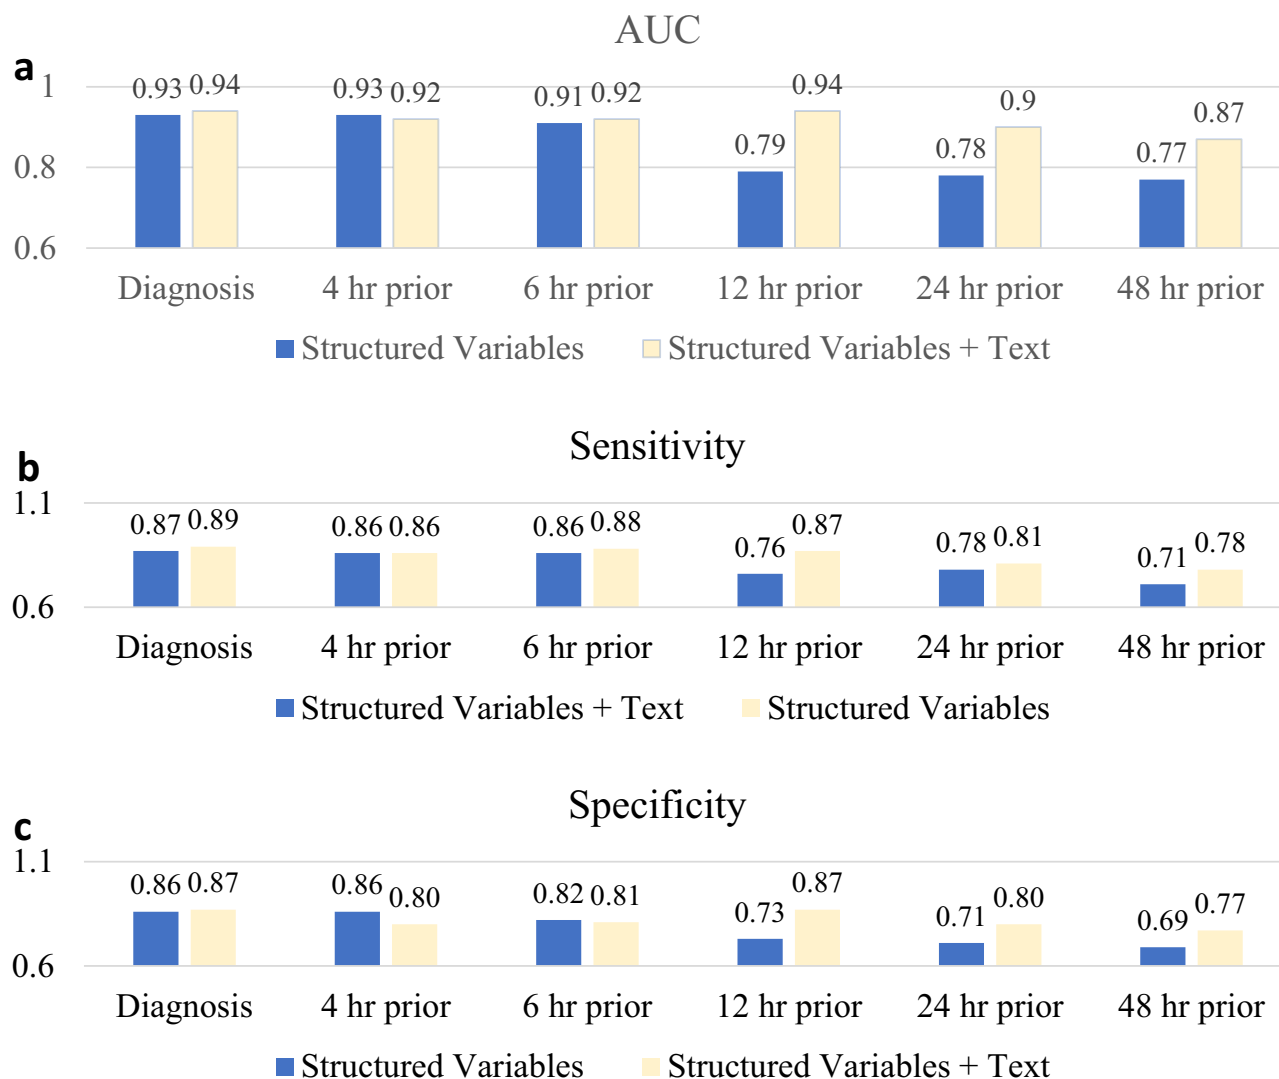 AUC
a
1
0.93 0.94 0.93 0.92 0.91 0.92 0.79 0.94 0.78 0.9 0.77 0.87
0.8
0.6
Diagnosis 4 hr prior 6 hr prior 12 hr prior 24 hr prior 48 hr prior
Structured Variables Structured Variables + Text
Sensitivity
b
1.1
0.87 0.89 0.86 0.86 0.86 0.88 0.76 0.87 0.78 0.81 0.71 0.78
0.6
Diagnosis 4 hr prior 6 hr prior 12 hr prior 24 hr prior 48 hr prior
Structured Variables + Text Structured Variables
Specificity
c
1.1
0.86 0.87 0.86 0.80 0.82 0.81 0.73 0.87 0.71 0.80 0.69 0.77
0.6
Diagnosis 4 hr prior 6 hr prior 12 hr prior 24 hr prior 48 hr prior
Structured Variables Structured Variables + Text